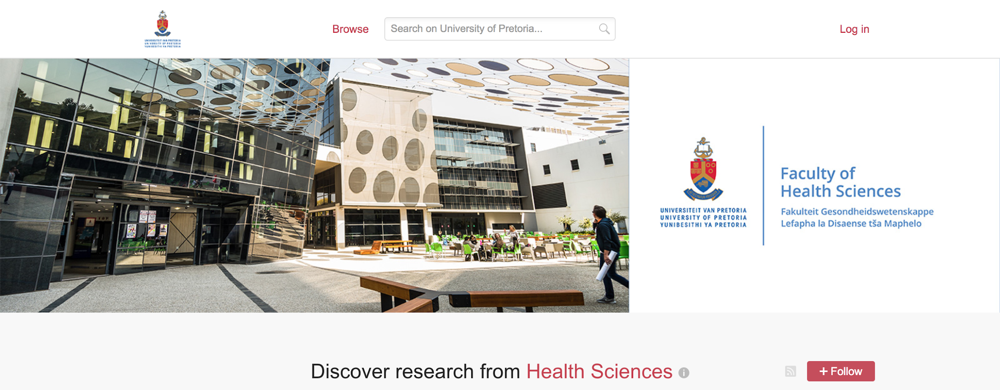 UNIVERSITEIT VAN PRETORIA
UNIVERSITY OF PRETORIA
YUNIBESITHI YA PRETORIA
Browse
Search on University of Pretoria...
Log in
UNIVERSITEIT VAN PRETORIA
UNIVERSITY OF PRETORIA
YUNIBESITHI YA PRETORIA
Faculty of
Health Sciences
Fakulteit Gesondheidswetenskappe
Lefapha la Disaense tša Maphelo
Discover research from Health Sciences
+ Follow